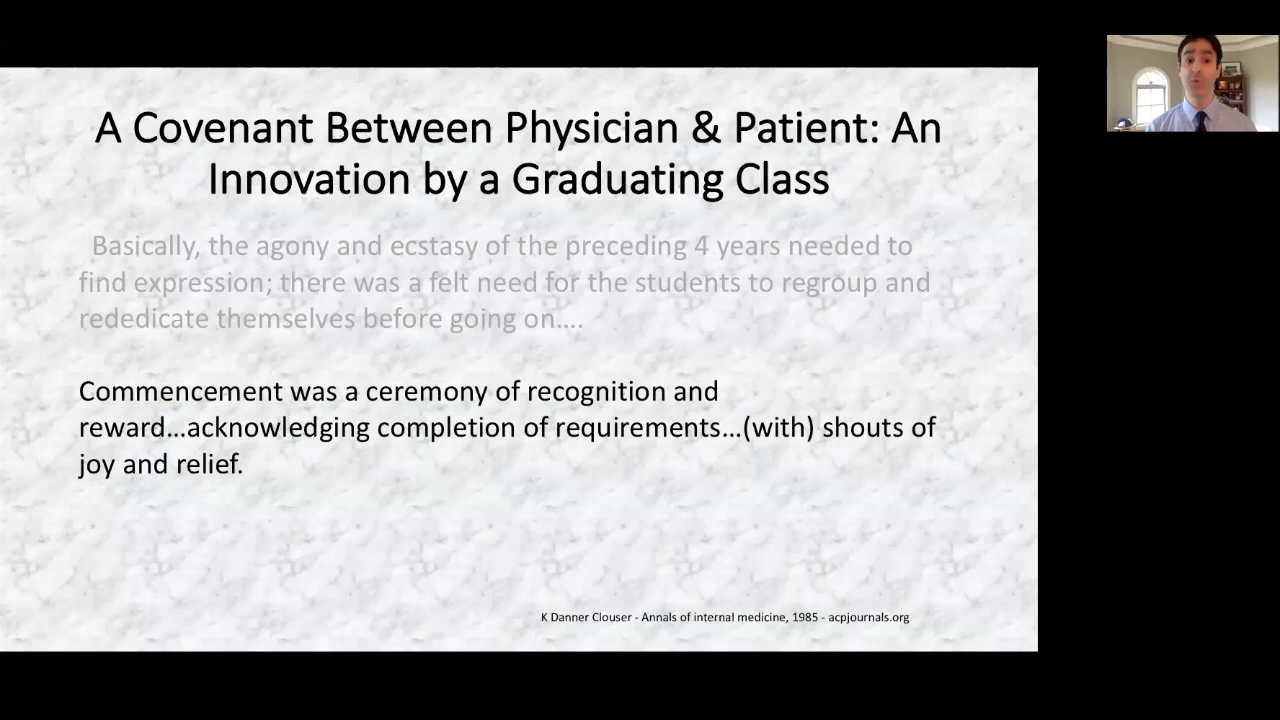 A Covenant Between Physician & Patient: An
Innovation by a Graduating Class
Basically, the agony and ecstasy of the preceding 4 years needed to
find expression; there was a felt need for the students to regroup and
rededicate themselves before going on....
Commencement was a ceremony of recognition and
reward...acknowledging completion of requirements...(with) shouts of
joy and relief.
K Danner Clouser - Annals of internal medicine, 1985 - acpjournals.org